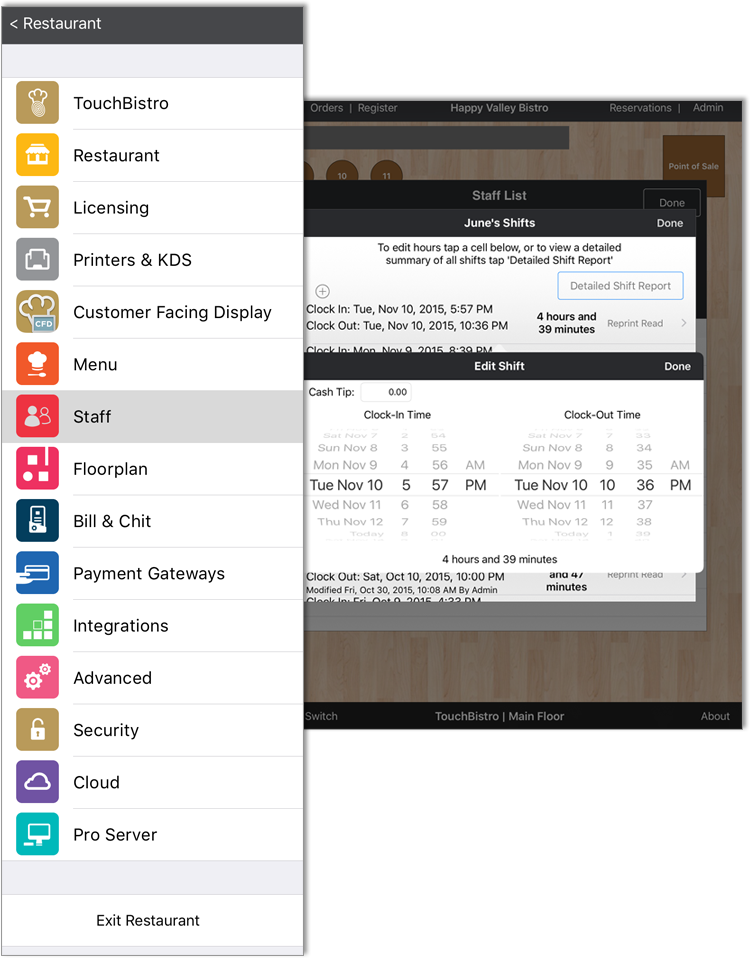 < Restaurant
TouchBistro
Restaurant
Licensing
Printers & KDS
Customer Facing Display
CFD
Menu
Staff
Floorplan
Bill & Chit
Payment Gateways
Integrations
Advanced
Security
Cloud
Pro Server
Exit Restaurant
Orders | Register Happy Valley Bistro Reservations | Admin
10 11 Point of Sale
Staff List Done
June's Shifts Done
To edit hours tap a cell below, or to view a detailed
summary of all shifts tap 'Detailed Shift Report'
Detailed Shift Report
Clock In: Tue, Nov 10, 2015, 5:57 PM
Clock Out: Tue, Nov 10, 2015, 10:36 PM
4 hours and
39 minutes
Reprint Read >
Clock In: Mon, Nov 9, 2015, 8:39 PM
Edit Shift Done
Cash Tip: 0.00
Clock-In Time Clock-Out Time
Sat Nov 7 2 54 Sat Nov 7 7 33
Sun Nov 8 3 55 Sun Nov 8 8 34
Mon Nov 9 4 56 AM Mon Nov 9 9 35 AM
Tue Nov 10 5 57 PM Tue Nov 10 10 36 PM
Wed Nov 11 6 58 Wed Nov 11 11 37
Thu Nov 12 7 59 Thu Nov 12 12 38
Today 8 00 Today 1 39
4 hours and 39 minutes
Clock Out: Sat, Oct 10, 2015, 10:00 PM
and 47
minutes
Reprint Read >
Modified Fri, Oct 30, 2015, 10:08 AM By Admin
Clock In: Fri, Oct 9, 2015, 4:33 PM
Switch TouchBistro | Main Floor About